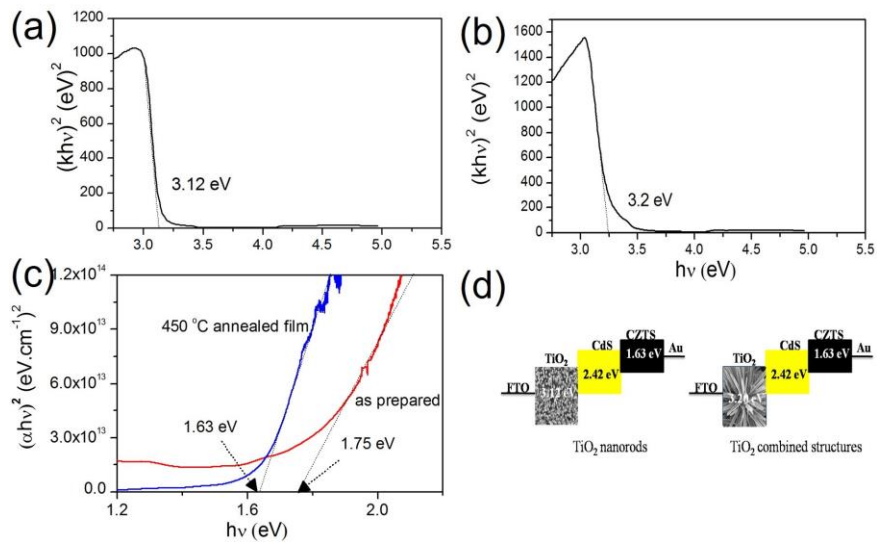 (a)
1200
1000
800
600
400
200
0
(khν)² (eV)²
3.12 eV
3.0
3.5
4.0
4.5
5.0
5.5
(b)
1600
1400
1200
1000
800
600
400
200
0
(khν)² (eV)²
3.2 eV
3.0
3.5
4.0
4.5
5.0
5.5
hν (eV)
(c)
1.2x10¹⁴
9.0x10¹³
6.0x10¹³
3.0x10¹³
0.0
(αhν)² (eV.cm⁻¹)²
450 °C annealed film
as prepared
1.63 eV
1.75 eV
1.2
1.6
2.0
hν (eV)
(d)
FTO
TiO₂
CdS
2.42 eV
CZTS
1.63 eV
Au
TiO₂ nanorods
FTO
TiO₂
CdS
2.42 eV
CZTS
1.63 eV
Au
TiO₂ combined structures